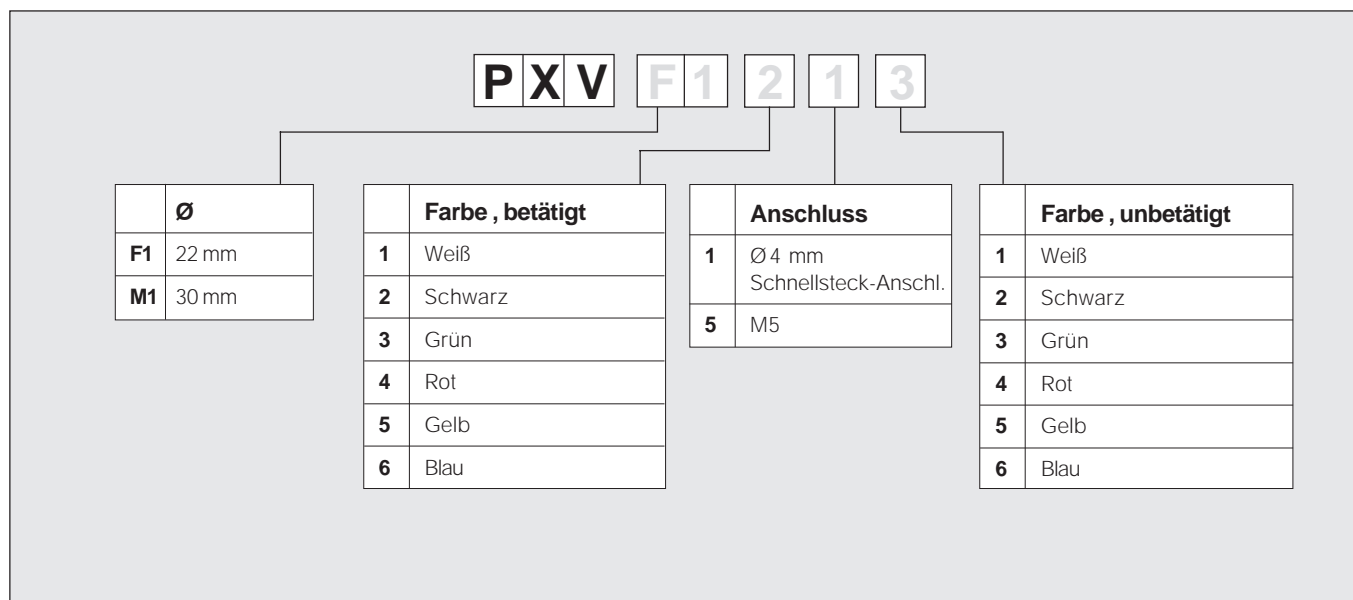 PXV F1 2 1 3
Ø
F1 22 mm
M1 30 mm
Farbe , betätigt
1 Weiß
2 Schwarz
3 Grün
4 Rot
5 Gelb
6 Blau
Anschluss
1 Ø 4 mm
Schnellsteck-Anschl.
5 M5
Farbe , unbetätigt
1 Weiß
2 Schwarz
3 Grün
4 Rot
5 Gelb
6 Blau